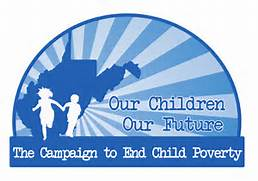 Our Children
Our Future
The Campaign to End Child Poverty